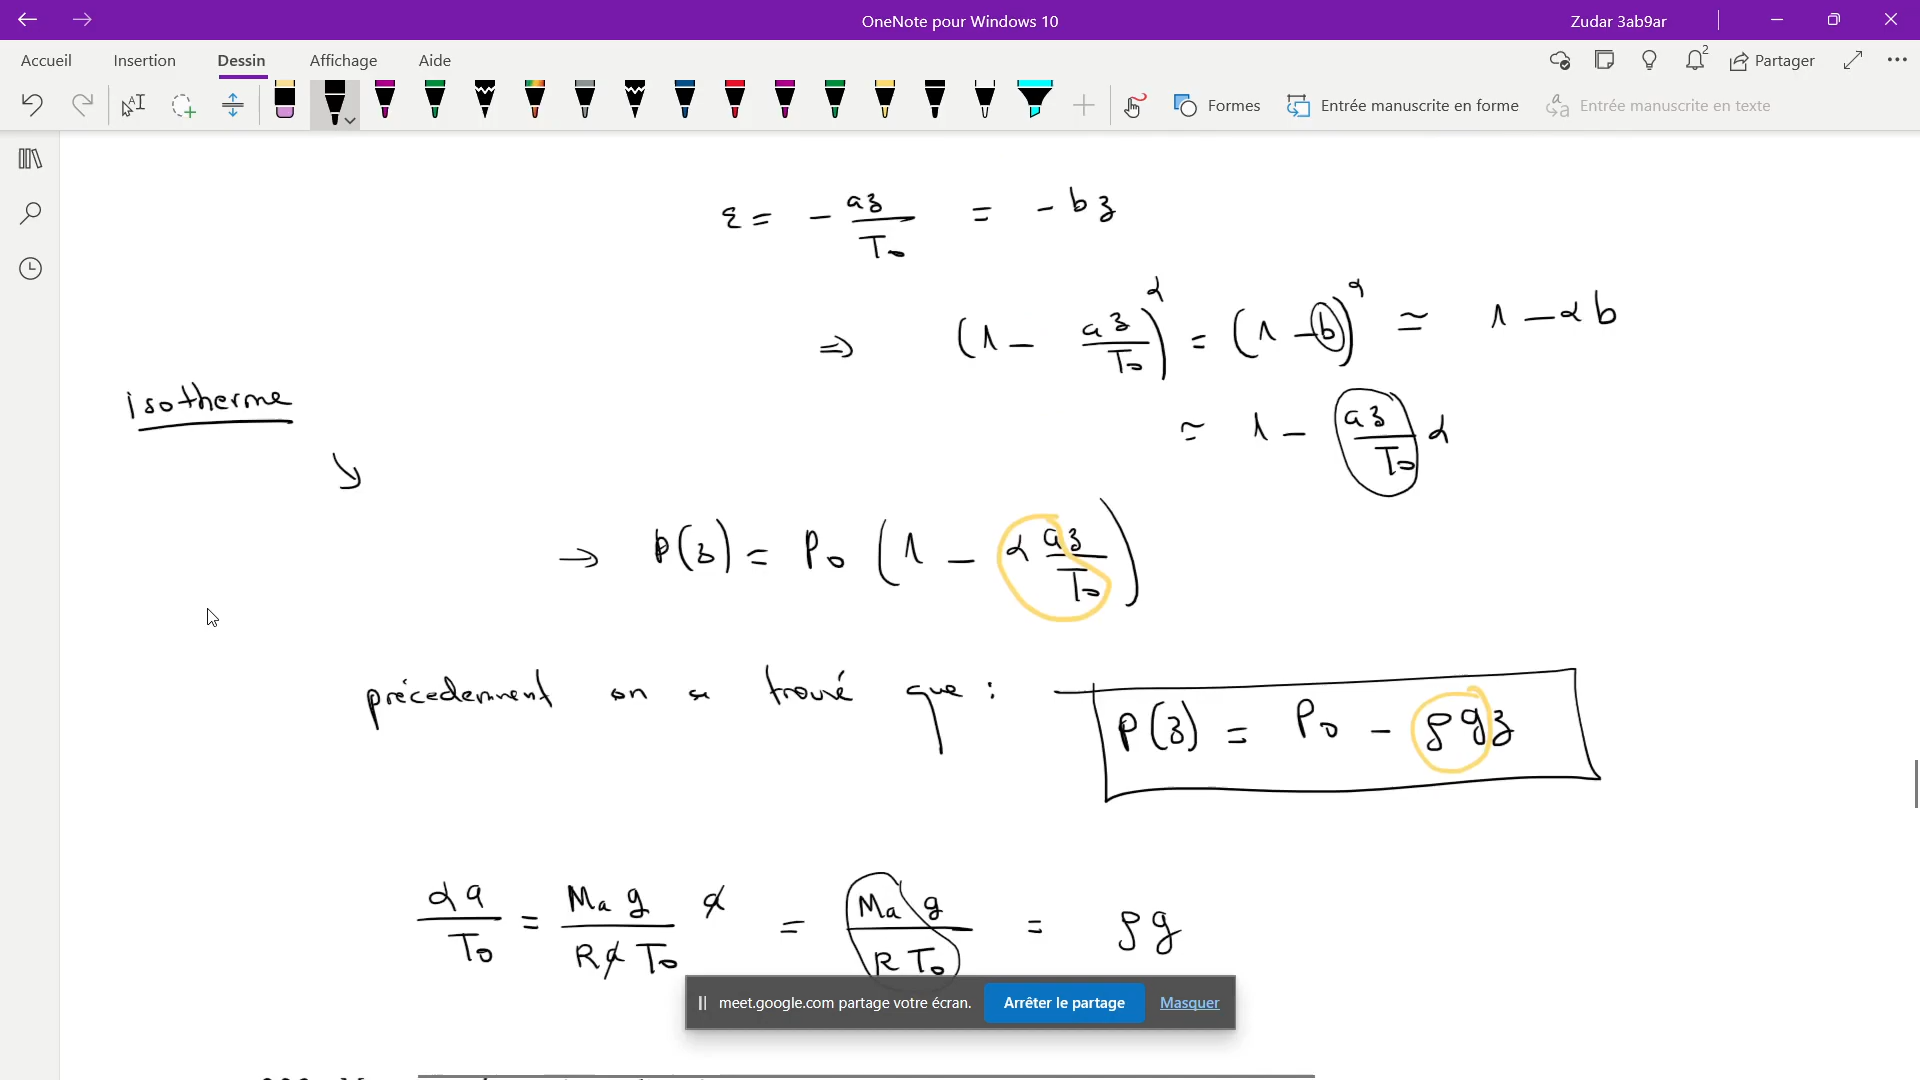 OneNote pour Windows 10
Zudar 3ab9ar
Accueil Insertion Dessin Affichage Aide
2
Partager
Formes
Entrée manuscrite en forme
Entrée manuscrite en texte
ε = - az/T₀ = - bz
⇒ (1 - az/T₀)^α = (1 - b)^α ≃ 1 - αb
isotherme
≃ 1 - az/T₀ α
→ P(z) = P₀ (1 - α az/T₀)
précedemment on a trouvé que : P(z) = P₀ - ρgz
αa/T₀ = Ma g α/(Rα T₀) = Ma g/(R T₀) = ρg
meet.google.com partage votre écran.
Arrêter le partage
Masquer